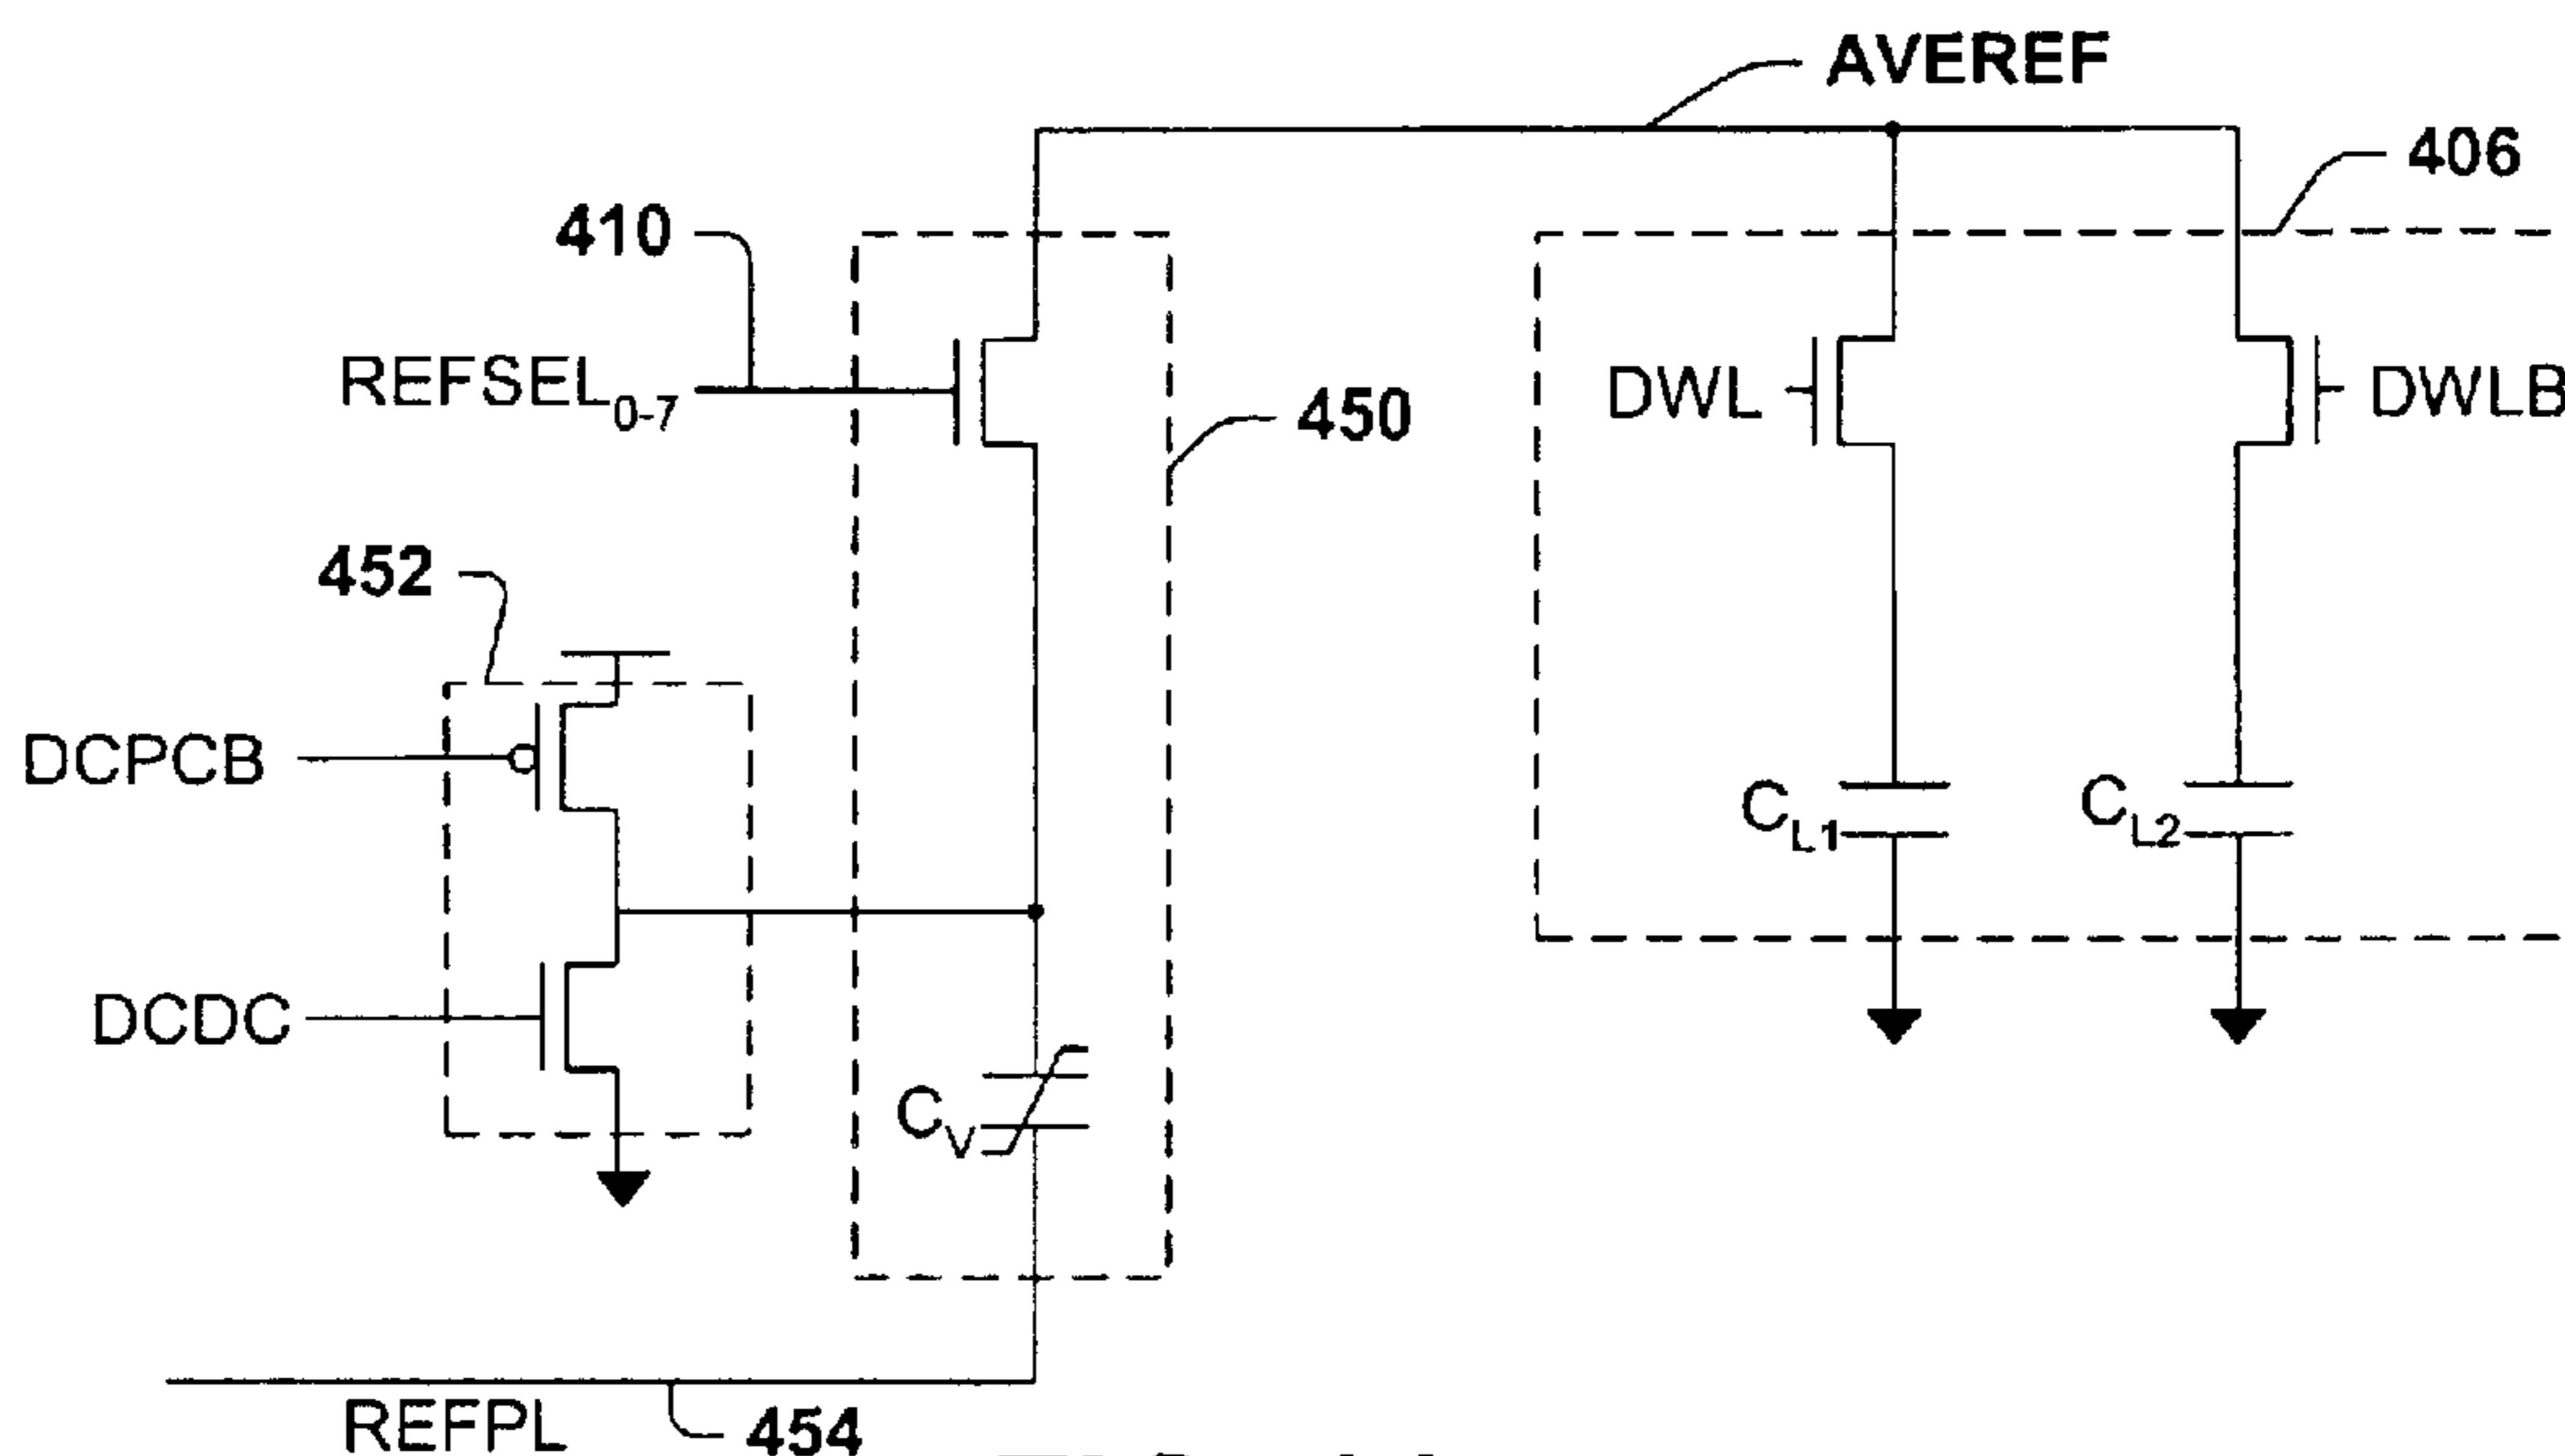 AVEREF
406
410
REFSEL0-7
450
DWL
DWLB
452
DCPCB
CL1
CL2
DCDC
CV
REFPL
454